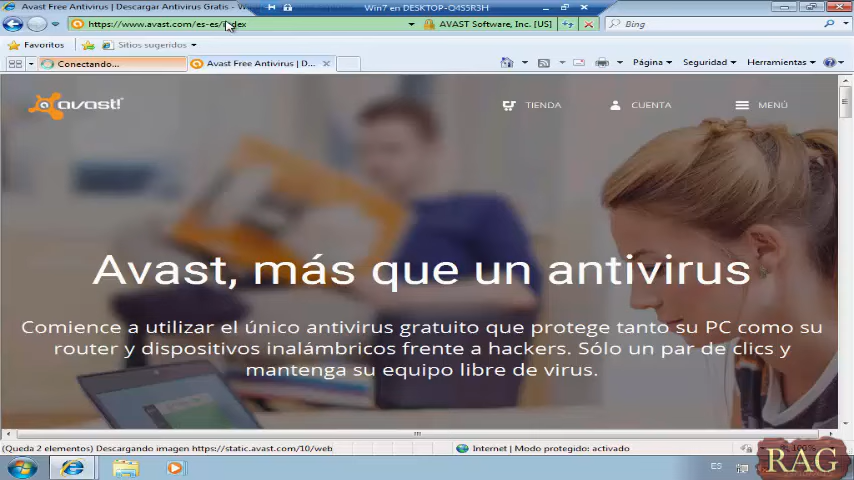 Avast Free Antivirus | Descargar Antivirus Gratis - W
Win7 en DESKTOP-Q4S5R3H
https://www.avast.com/es-es/index
AVAST Software, Inc. [US]
Bing
Favoritos
Sitios sugeridos
Conectando...
Avast Free Antivirus | D...
Página
Seguridad
Herramientas
avast!
TIENDA
CUENTA
MENÚ
Avast, más que un antivirus
Comience a utilizar el único antivirus gratuito que protege tanto su PC como su
router y dispositivos inalámbricos frente a hackers. Sólo un par de clics y
mantenga su equipo libre de virus.
(Queda 2 elementos) Descargando imagen https://static.avast.com/10/web
Internet | Modo protegido: activado
100%
ES
RAG